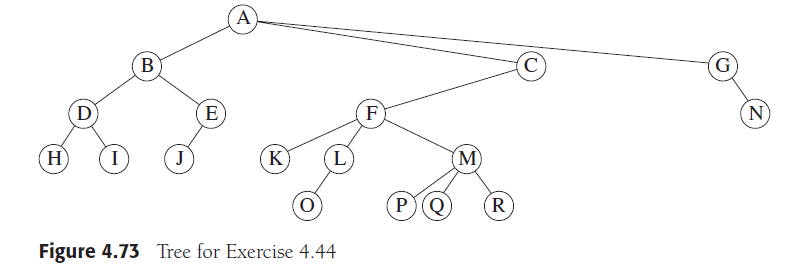 A
B C G
D E F N
H I J K L M
O P Q R
Figure 4.73 Tree for Exercise 4.44